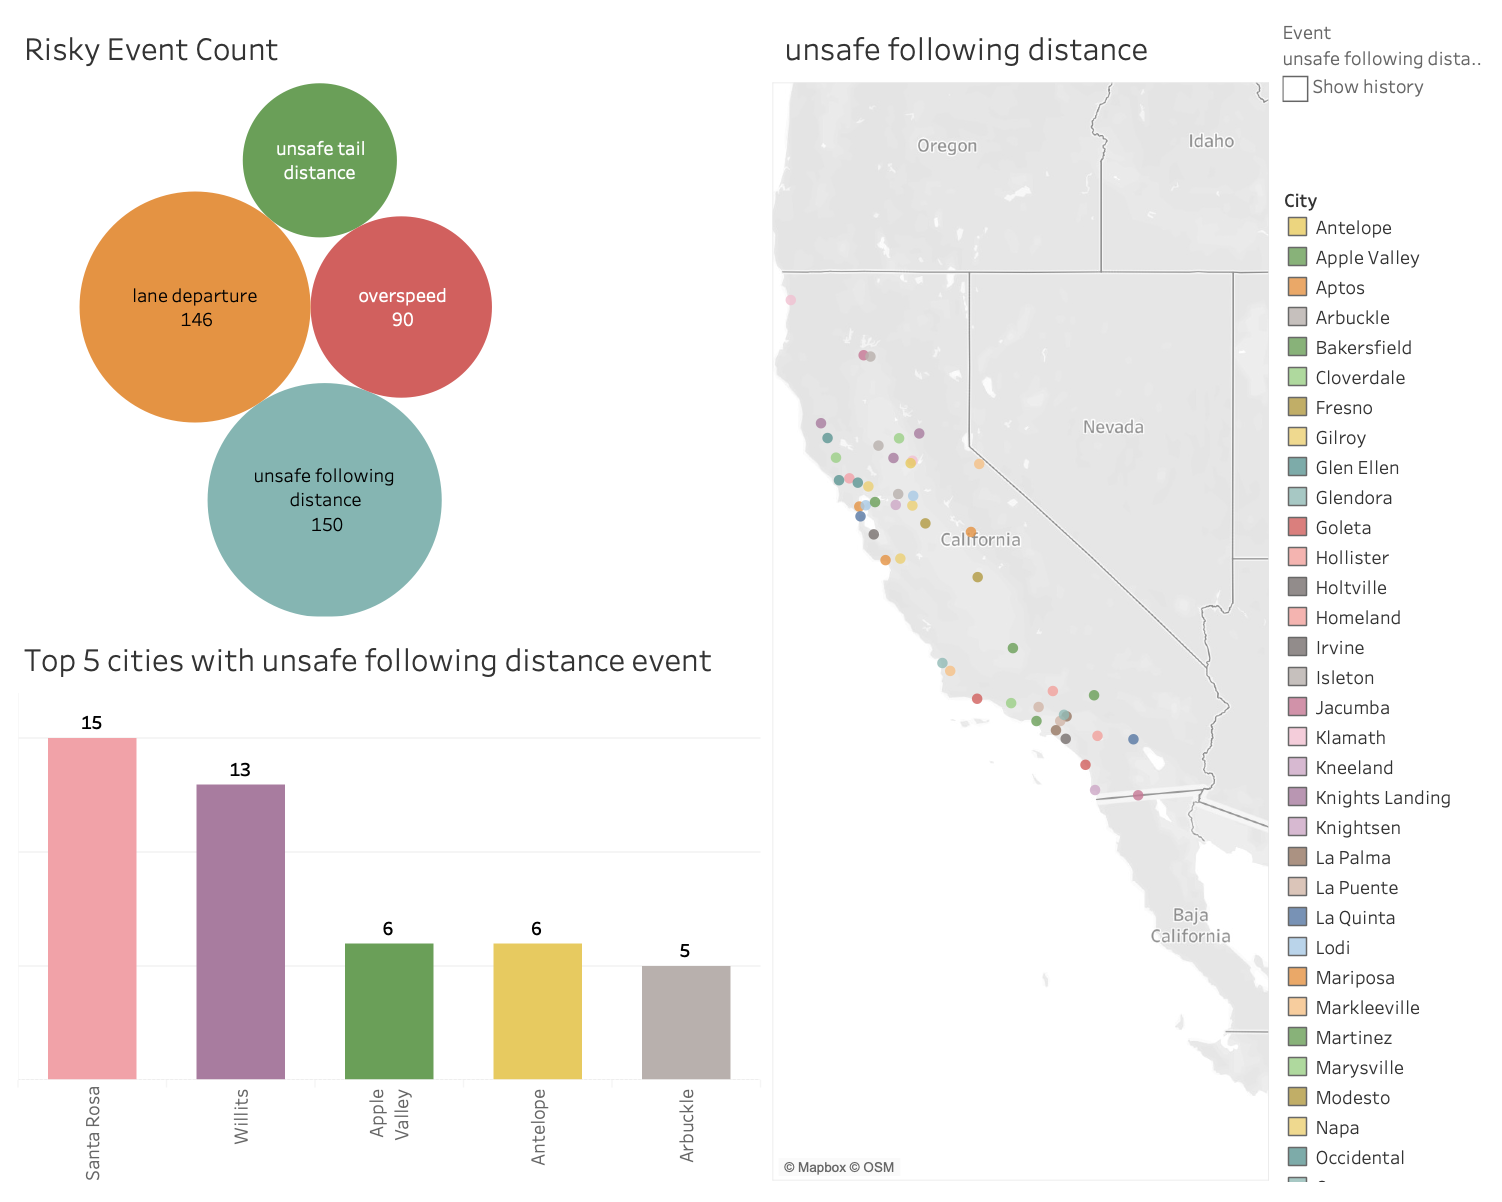 Risky Event Count
unsafe tail
distance
lane departure
146
overspeed
90
unsafe following
distance
150
Top 5 cities with unsafe following distance event
15
13
6
6
5
Santa Rosa
Willits
Apple
Valley
Antelope
Arbuckle
unsafe following distance
Oregon
Idaho
Nevada
California
Baja
California
© Mapbox © OSM
Event
unsafe following dista..
Show history
City
Antelope
Apple Valley
Aptos
Arbuckle
Bakersfield
Cloverdale
Fresno
Gilroy
Glen Ellen
Glendora
Goleta
Hollister
Holtville
Homeland
Irvine
Isleton
Jacumba
Klamath
Kneeland
Knights Landing
Knightsen
La Palma
La Puente
La Quinta
Lodi
Mariposa
Markleeville
Martinez
Marysville
Modesto
Napa
Occidental